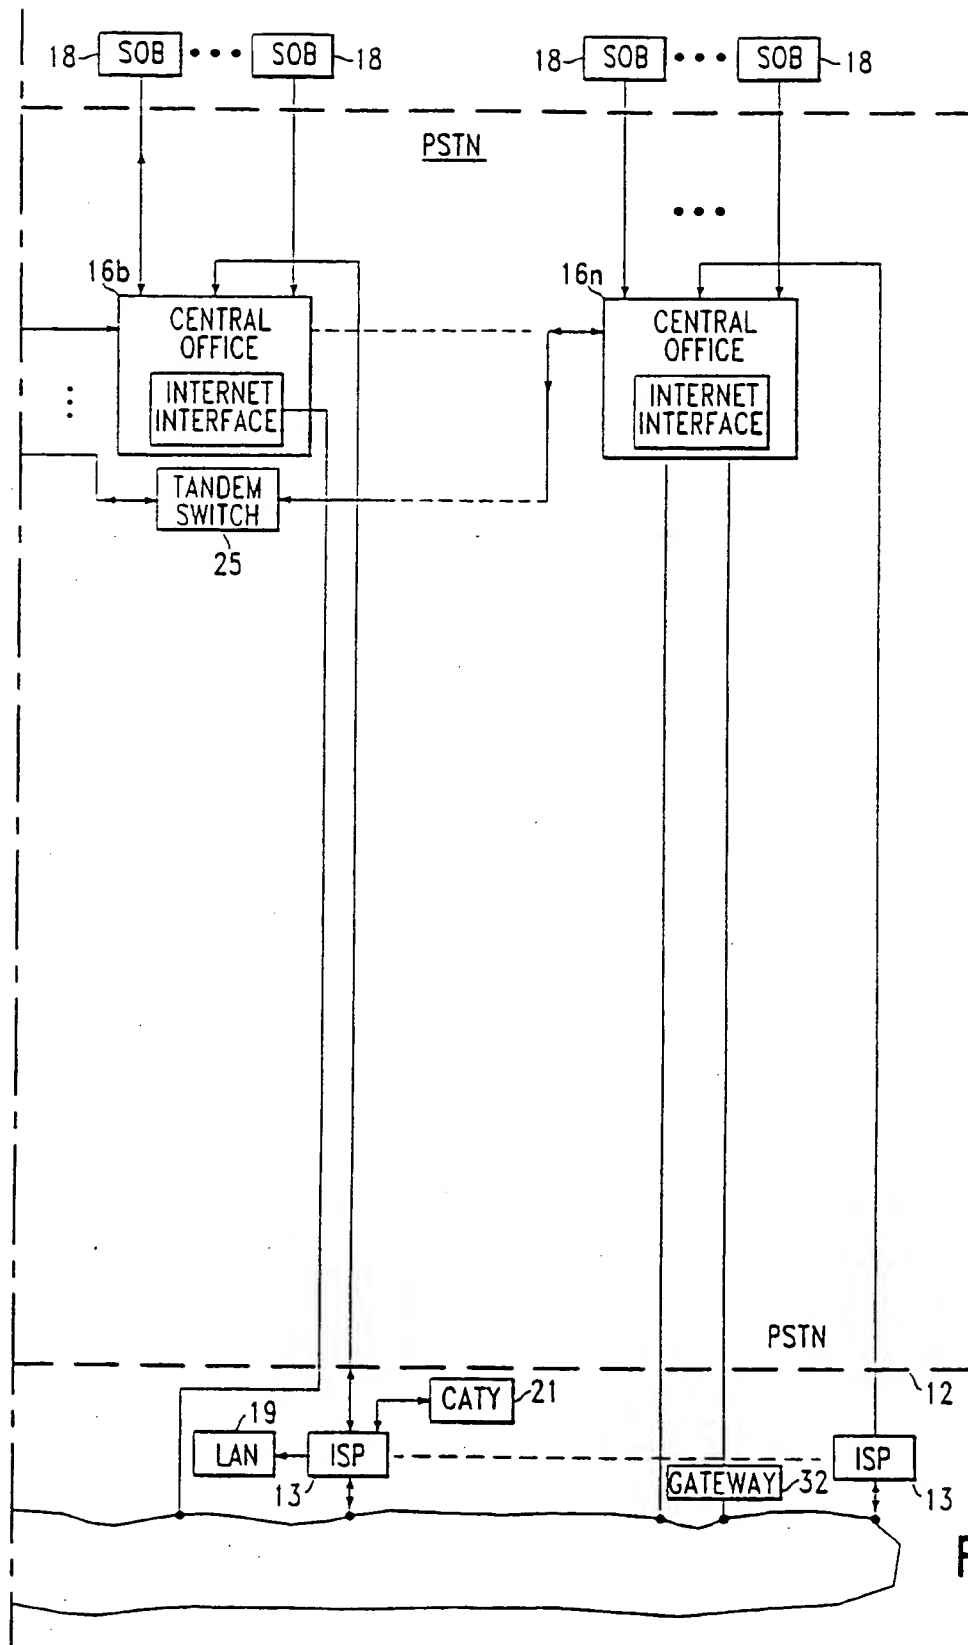 18 SOB ••• SOB 18
18 SOB ••• SOB 18
PSTN
•••
16b
CENTRAL
OFFICE
INTERNET
INTERFACE
16n
CENTRAL
OFFICE
INTERNET
INTERFACE
TANDEM
SWITCH
25
PSTN
12
CATY
21
19
LAN
ISP
13
GATEWAY
32
ISP
13
F